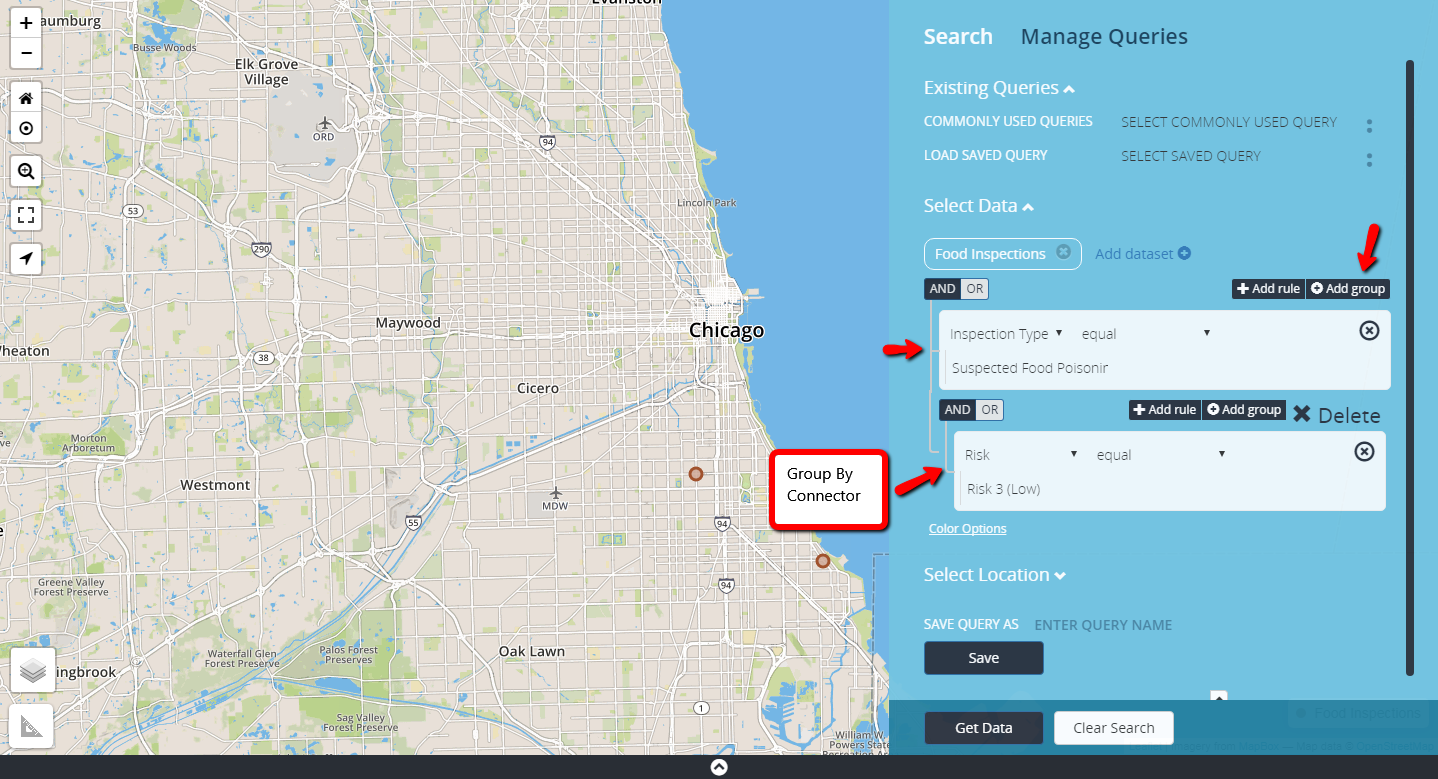 Evanston
aumburg
Busse Woods
Elk Grove
Village
ORD
94
53
290
Lincoln Park
Maywood
Chicago
Wheaton
38
Cicero
Morton
Arboretum
Westmont
MDW
55
94
94
Greene Valley
Forest Preserve
Waterfall Glen
Forest Preserve
Palos Forest
Preserves
Oak Lawn
ingbrook
1
Sag Valley
Forest Preserve
William W.
Powers State
Recreation Ar
Group By
Connector
Search Manage Queries
Existing Queries
COMMONLY USED QUERIES SELECT COMMONLY USED QUERY
LOAD SAVED QUERY SELECT SAVED QUERY
Select Data
Food Inspections Add dataset
AND OR Add rule Add group
Inspection Type equal
Suspected Food Poisonir
AND OR Add rule Add group Delete
Risk equal
Risk 3 (Low)
Color Options
Select Location
SAVE QUERY AS ENTER QUERY NAME
Save
Food Inspections
Get Data Clear Search